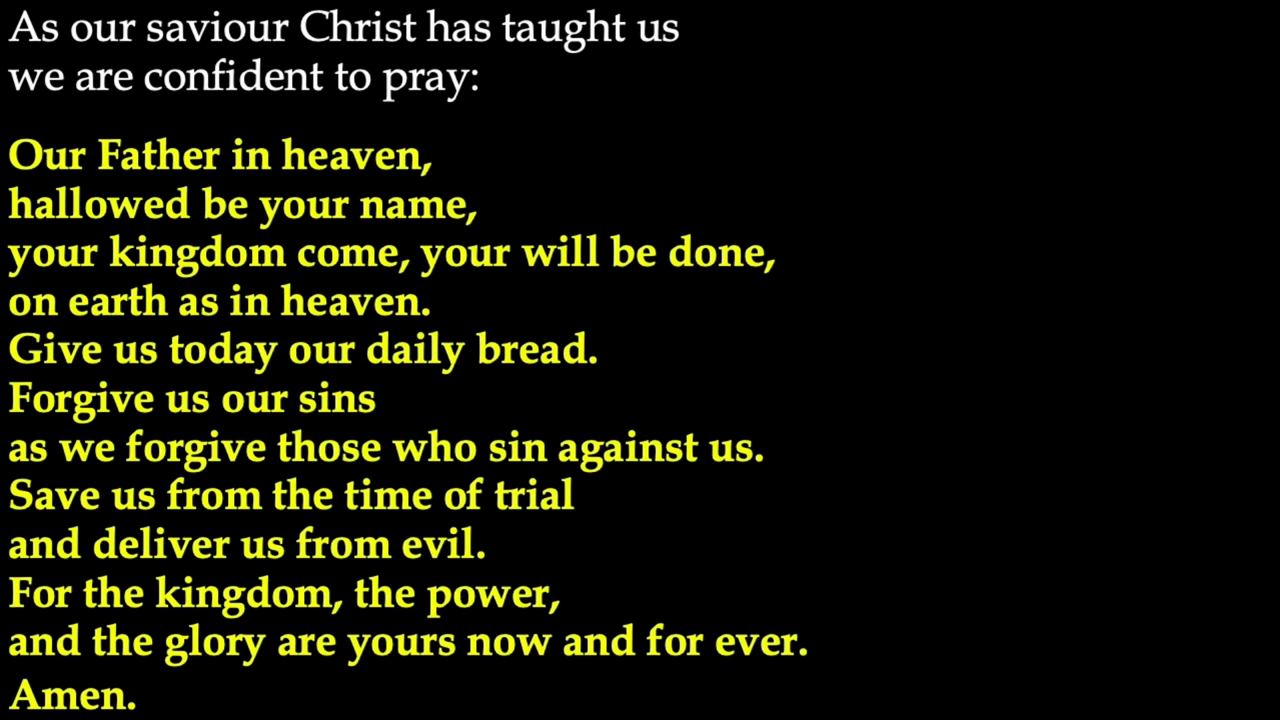 As our saviour Christ has taught us
we are confident to pray:
Our Father in heaven,
hallowed be your name,
your kingdom come, your will be done,
on earth as in heaven.
Give us today our daily bread.
Forgive us our sins
as we forgive those who sin against us.
Save us from the time of trial
and deliver us from evil.
For the kingdom, the power,
and the glory are yours now and for ever.
Amen.